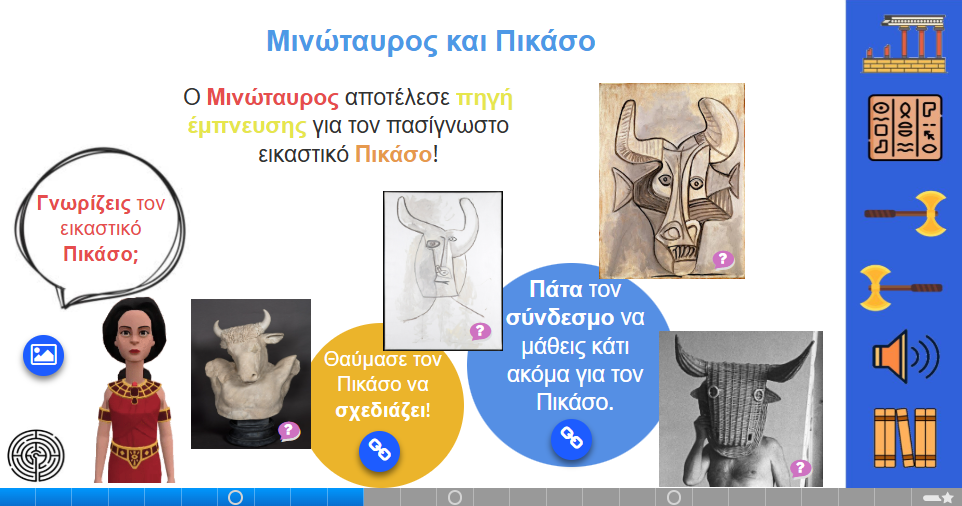 Μινώταυρος και Πικάσο
Ο Μινώταυρος αποτέλεσε πηγή
έμπνευσης για τον πασίγνωστο
εικαστικό Πικάσο!
Γνωρίζεις τον
εικαστικό
Πικάσο;
Θαύμασε τον
Πικάσο να
σχεδιάζει!
Πάτα τον
σύνδεσμο να
μάθεις κάτι
ακόμα για τον
Πικάσο.
?
?
?
?